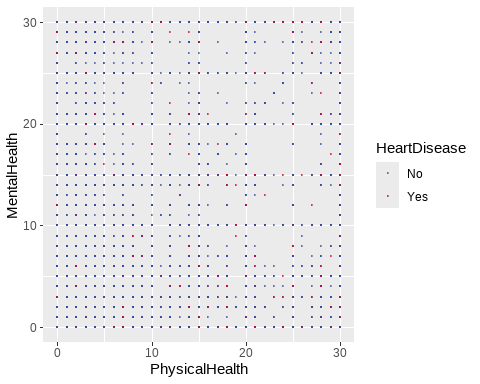 30
20
10
0
MentalHealth
0 10 20 30
PhysicalHealth
HeartDisease
No
Yes